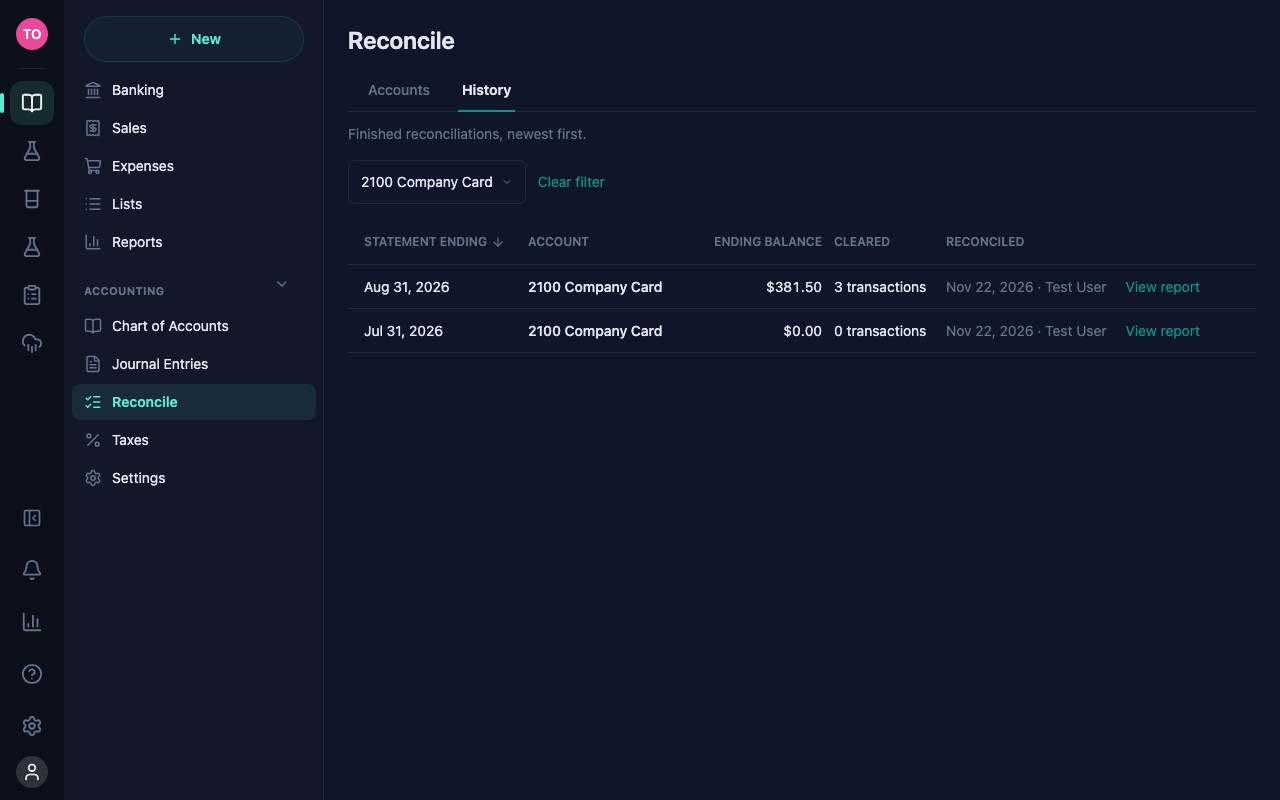 TO
New
Banking
Sales
Expenses
Lists
Reports
ACCOUNTING
Chart of Accounts
Journal Entries
Reconcile
Taxes
Settings
Reconcile
Accounts History
Finished reconciliations, newest first.
2100 Company Card Clear filter
STATEMENT ENDING ACCOUNT ENDING BALANCE CLEARED RECONCILED
Aug 31, 2026 2100 Company Card $381.50 3 transactions Nov 22, 2026 · Test User View report
Jul 31, 2026 2100 Company Card $0.00 0 transactions Nov 22, 2026 · Test User View report